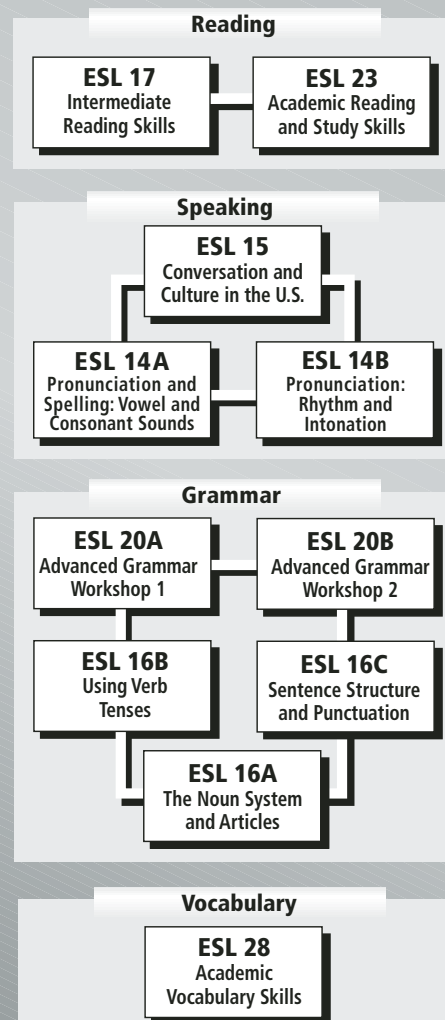 Reading
ESL 17
Intermediate
Reading Skills
ESL 23
Academic Reading
and Study Skills
Speaking
ESL 15
Conversation and
Culture in the U.S.
ESL 14A
Pronunciation and
Spelling: Vowel and
Consonant Sounds
ESL 14B
Pronunciation:
Rhythm and
Intonation
Grammar
ESL 20A
Advanced Grammar
Workshop 1
ESL 20B
Advanced Grammar
Workshop 2
ESL 16B
Using Verb
Tenses
ESL 16C
Sentence Structure
and Punctuation
ESL 16A
The Noun System
and Articles
Vocabulary
ESL 28
Academic
Vocabulary Skills